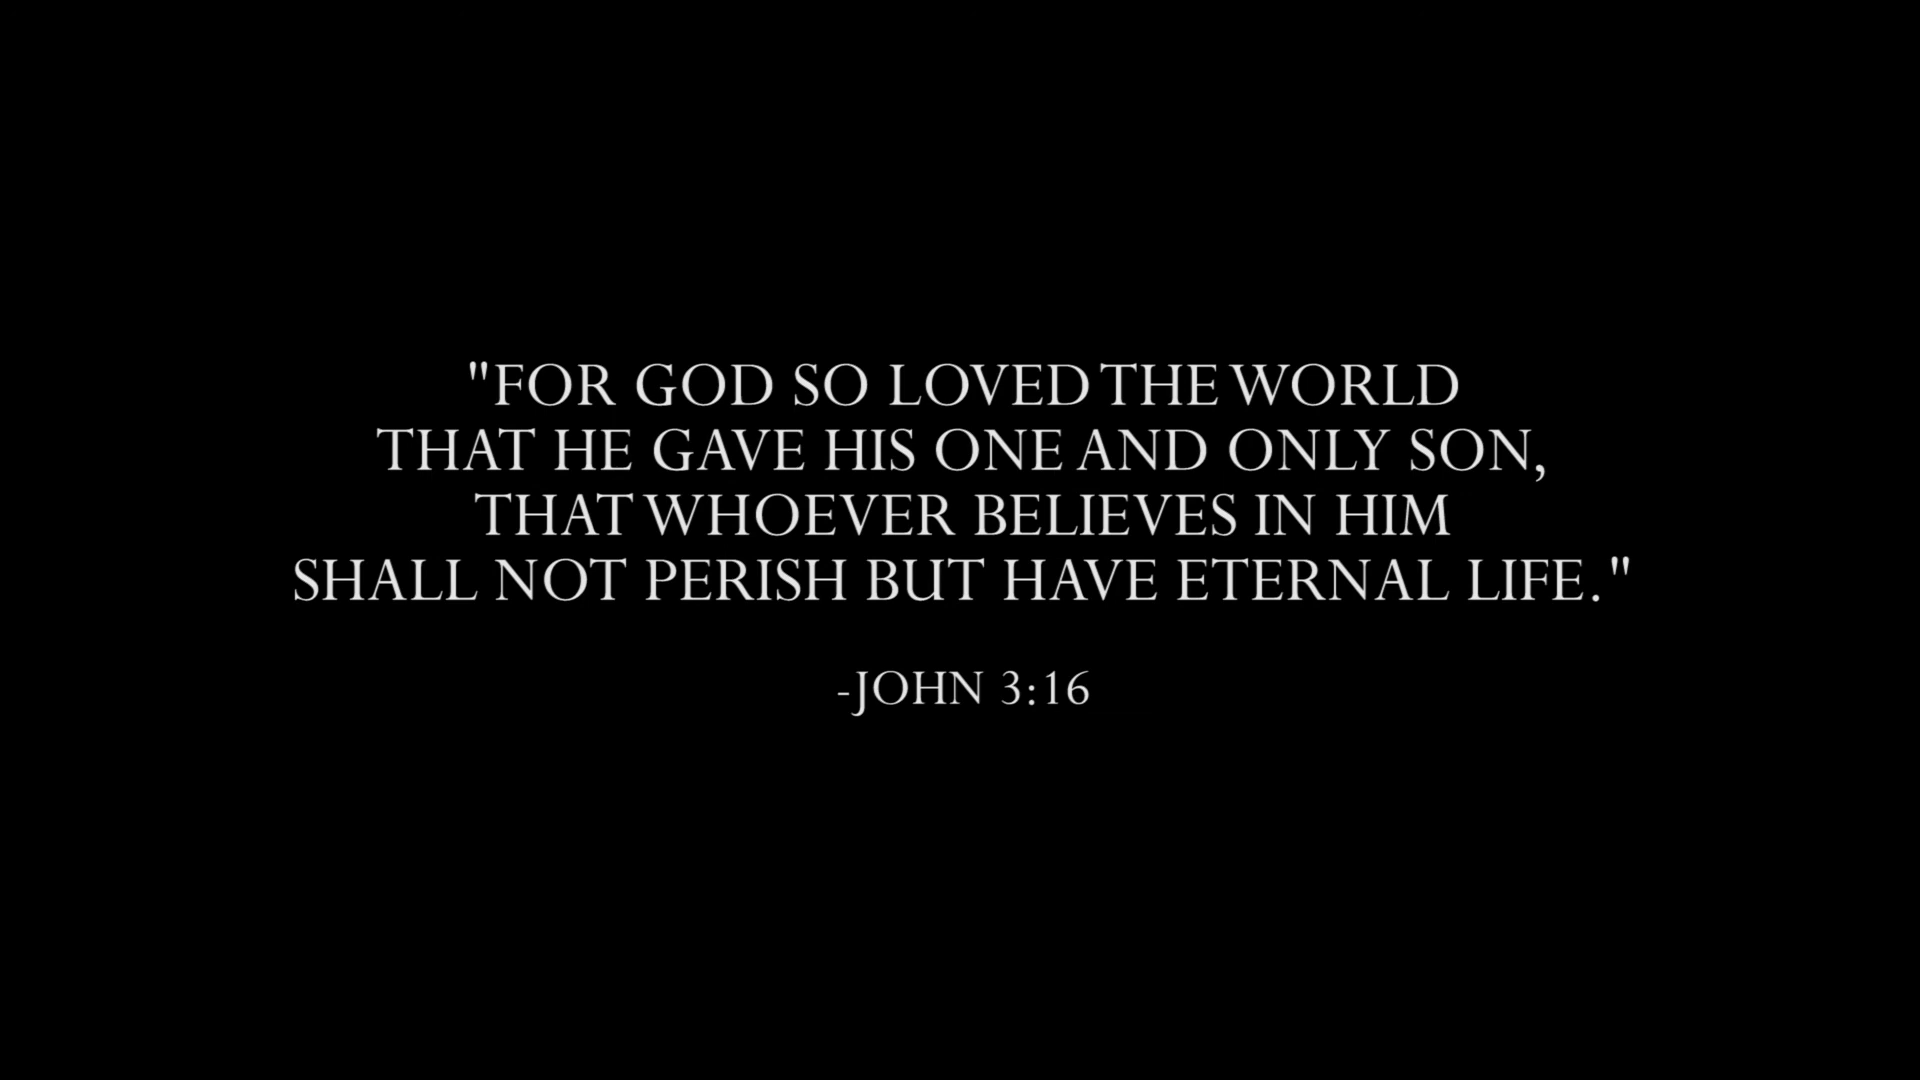 "FOR GOD SO LOVED THE WORLD
THAT HE GAVE HIS ONE AND ONLY SON,
THAT WHOEVER BELIEVES IN HIM
SHALL NOT PERISH BUT HAVE ETERNAL LIFE."
-JOHN 3:16